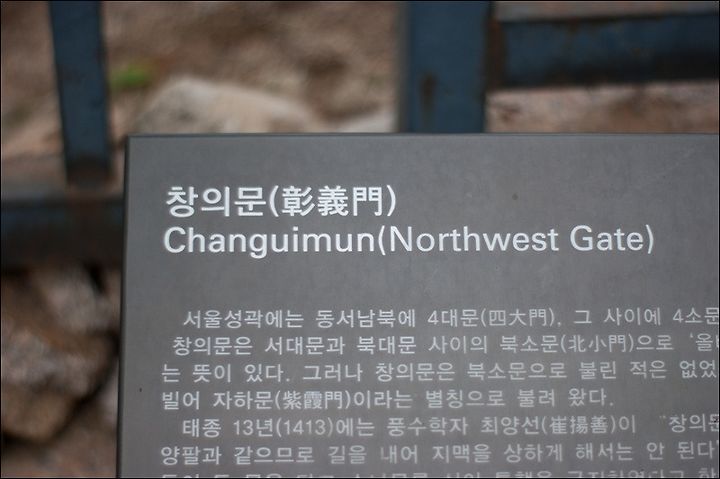 창의문(彰義門)
Changuimun(Northwest Gate)
서울성곽에는 동서남북에 4대문(四大門), 그 사이에 4소문
창의문은 서대문과 북대문 사이의 북소문(北小門)으로 '올
는 뜻이 있다. 그러나 창의문은 북소문으로 불린 적은 없었
빌어 자하문(紫霞門)이라는 별칭으로 불려 왔다.
태종 13년(1413)에는 풍수학자 최양선(崔揚善)이 "창의문
양팔과 같으므로 길을 내어 지맥을 상하게 해서는 안 된다